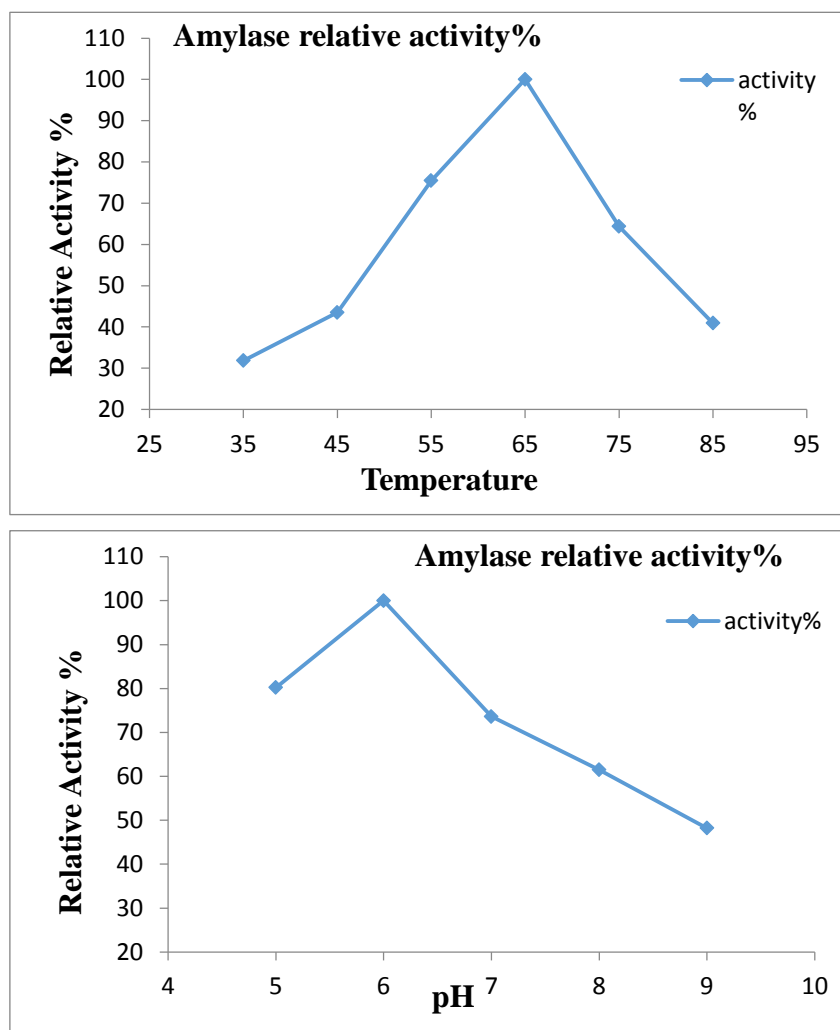 Amylase relative activity%
110
100
90
80
70
60
50
40
30
20
Relative Activity %
activity
%
25 35 45 55 65 75 85 95
Temperature
Amylase relative activity%
110
100
90
80
70
60
50
40
30
20
Relative Activity %
activity%
4 5 6 7 8 9 10
pH